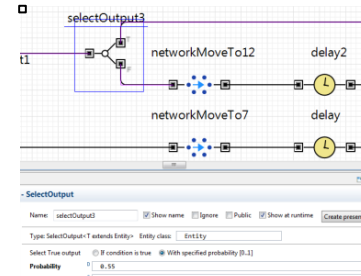 selectOutput3
t1
networkMoveTo12
delay2
networkMoveTo7
delay
- SelectOutput
Name: selectOutput3 Show name Ignore Public Show at runtime Create presen
Type: SelectOutput<T extends Entity> Entity class: Entity
Select True output If condition is true With specified probability [0..1]
Probability 0.55